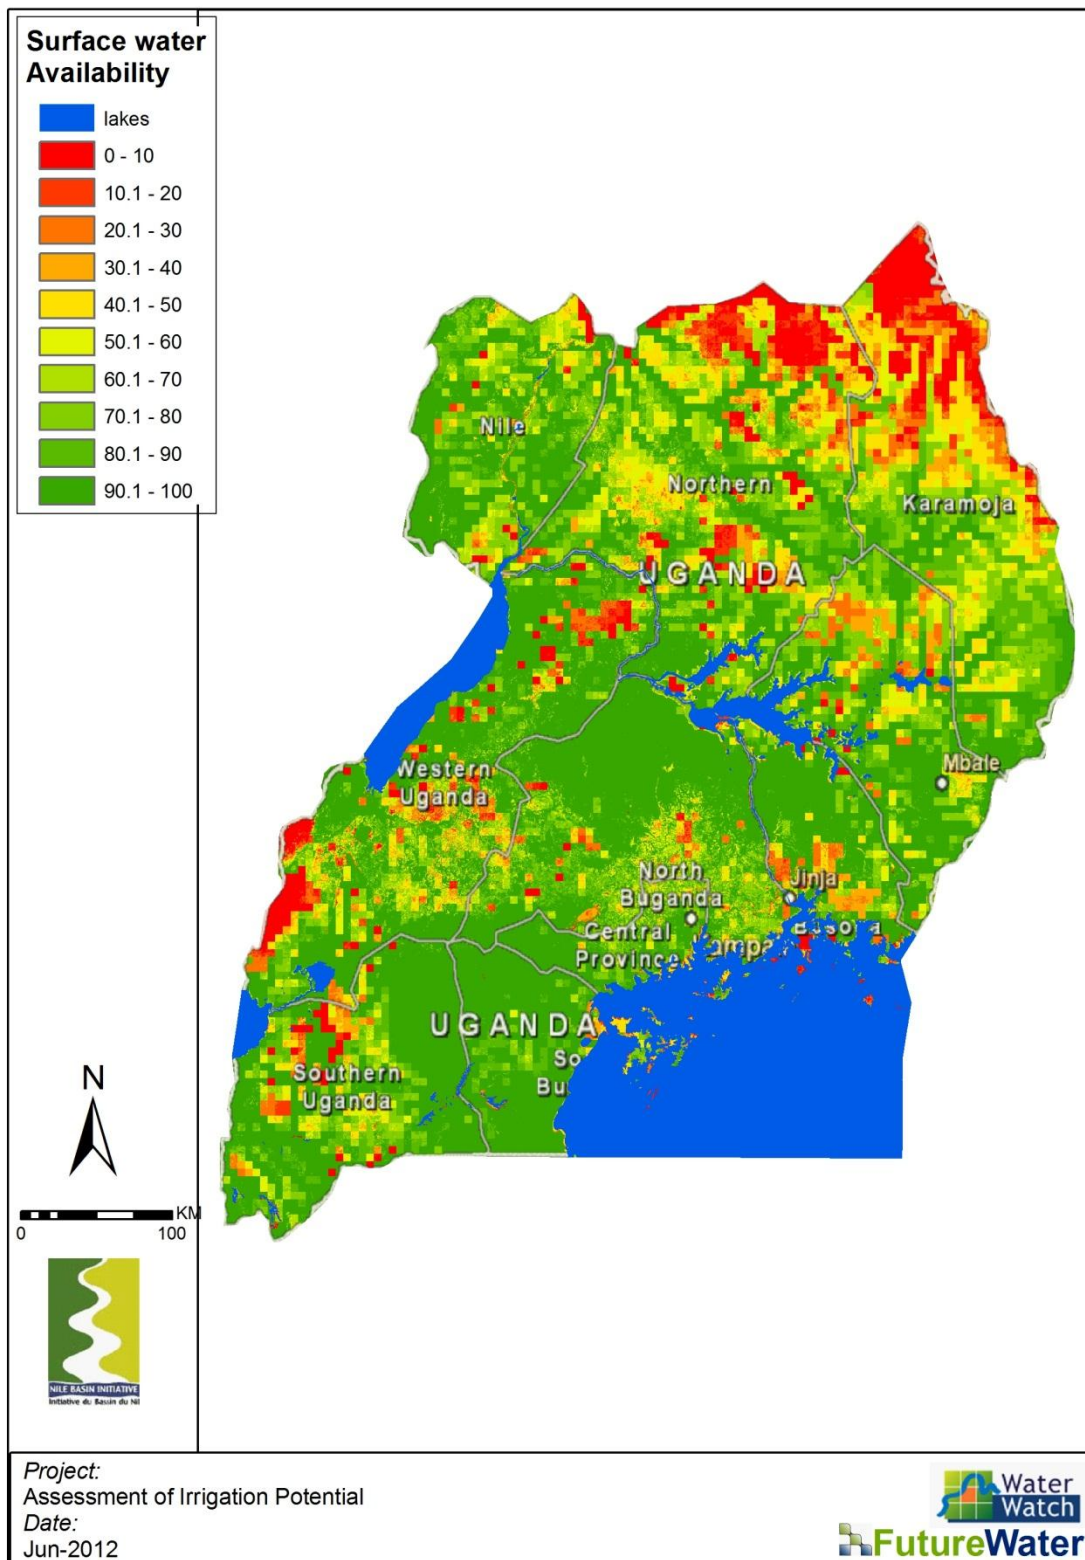 Surface water
Availability
lakes
0 - 10
10.1 - 20
20.1 - 30
30.1 - 40
40.1 - 50
50.1 - 60
60.1 - 70
70.1 - 80
80.1 - 90
90.1 - 100
Nile
Northern
Karamoja
UGANDA
Western
Uganda
Mbale
North
Buganda
Jinja
Central
Province
UGANDA
So
Bu
Southern
Uganda
N
KM
0 100
NILE BASIN INITIATIVE
Initiative du Bassin du Nil
Project:
Assessment of Irrigation Potential
Date:
Jun-2012
Water
Watch
FutureWater